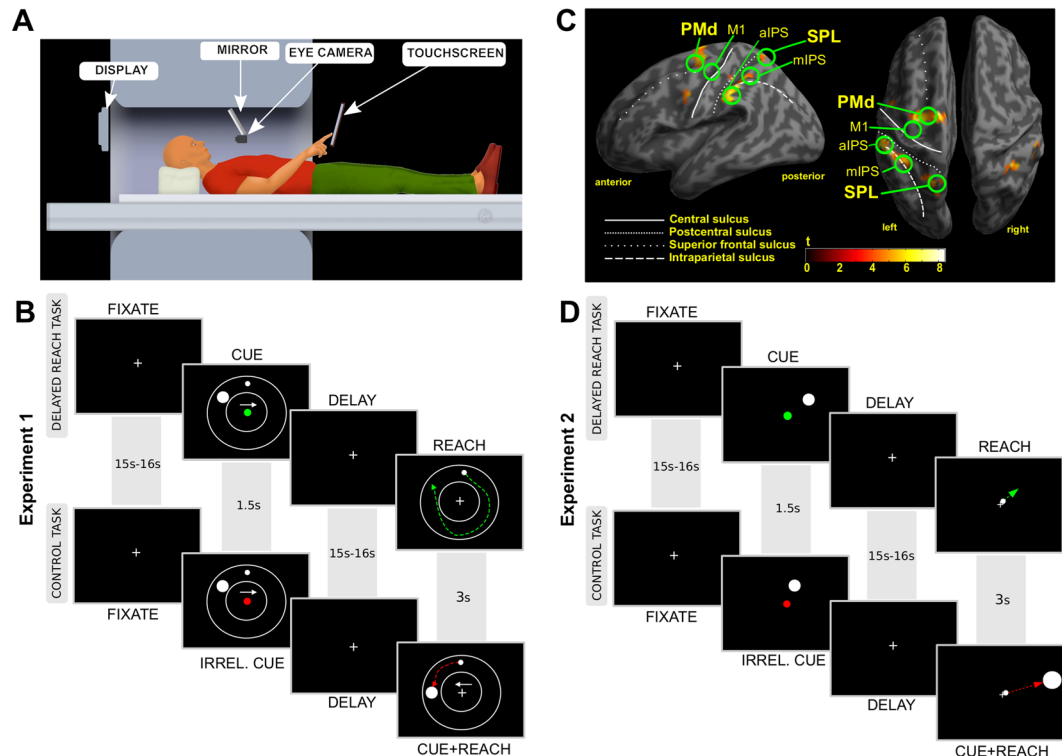 A
MIRROR
EYE CAMERA
TOUCHSCREEN
DISPLAY
C
PMd
M1
aIPS
SPL
mIPS
anterior
posterior
PMd
M1
aIPS
mIPS
SPL
left
right
Central sulcus
Postcentral sulcus
Superior frontal sulcus
Intraparietal sulcus
t
0 2 4 6 8
B
Experiment 1
DELAYED REACH TASK
CONTROL TASK
FIXATE
CUE
DELAY
REACH
15s-16s
1.5s
15s-16s
3s
FIXATE
IRREL. CUE
DELAY
CUE+REACH
D
Experiment 2
DELAYED REACH TASK
CONTROL TASK
FIXATE
CUE
DELAY
REACH
15s-16s
1.5s
15s-16s
3s
FIXATE
IRREL. CUE
DELAY
CUE+REACH